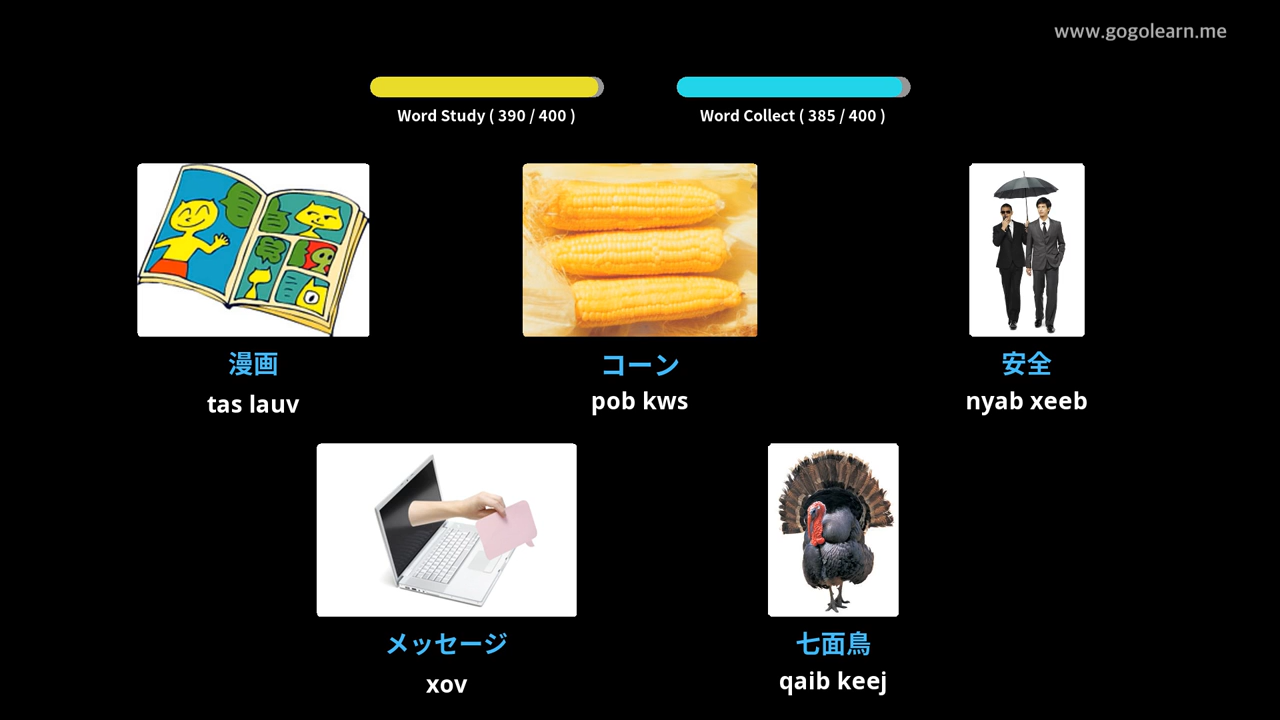 www.gogolearn.me
Word Study ( 390 / 400 )
Word Collect ( 385 / 400 )
漫画
tas lauv
コーン
pob kws
安全
nyab xeeb
メッセージ
xov
七面鳥
qaib keej